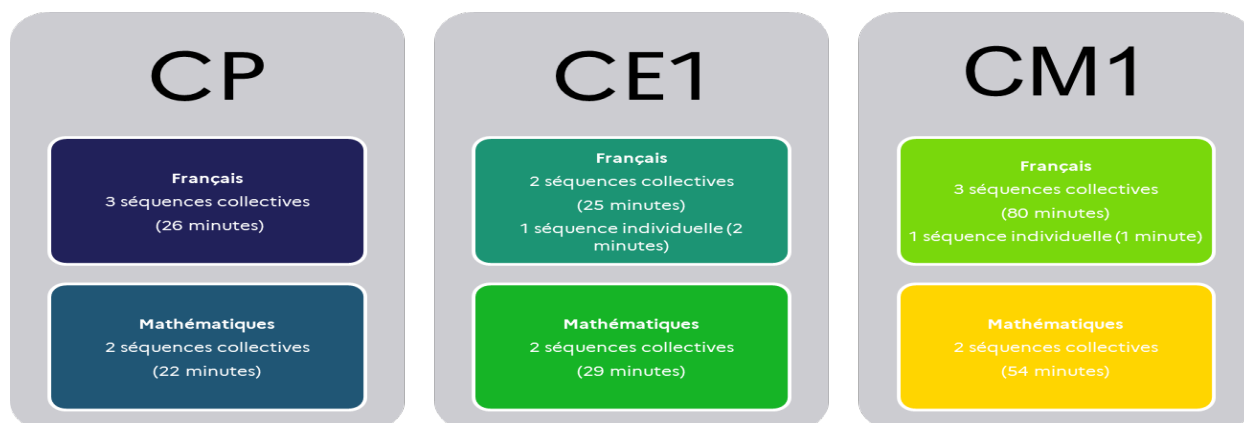 CP
Français
3 séquences collectives
(26 minutes)
Mathématiques
2 séquences collectives
(22 minutes)
CE1
Français
2 séquences collectives
(25 minutes)
1 séquence individuelle (2
minutes)
Mathématiques
2 séquences collectives
(29 minutes)
CM1
Français
3 séquences collectives
(80 minutes)
1 séquence individuelle (1 minute)
Mathématiques
2 séquences collectives
(54 minutes)